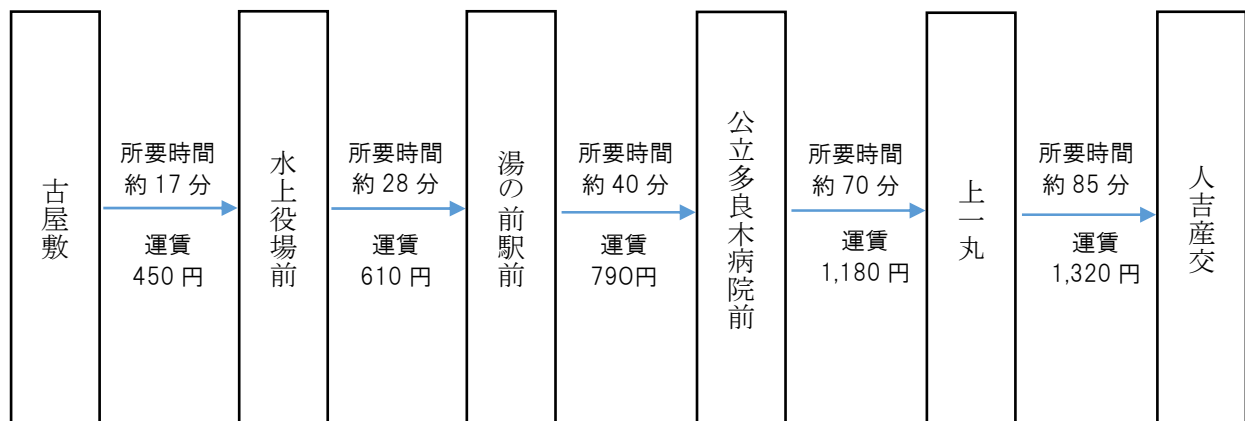 古屋敷
所要時間
約 17 分
運賃
450 円
水上役場前
所要時間
約 28 分
運賃
610 円
湯の前駅前
所要時間
約 40 分
運賃
790円
公立多良木病院前
所要時間
約 70 分
運賃
1,180 円
上一丸
所要時間
約 85 分
運賃
1,320 円
人吉産交